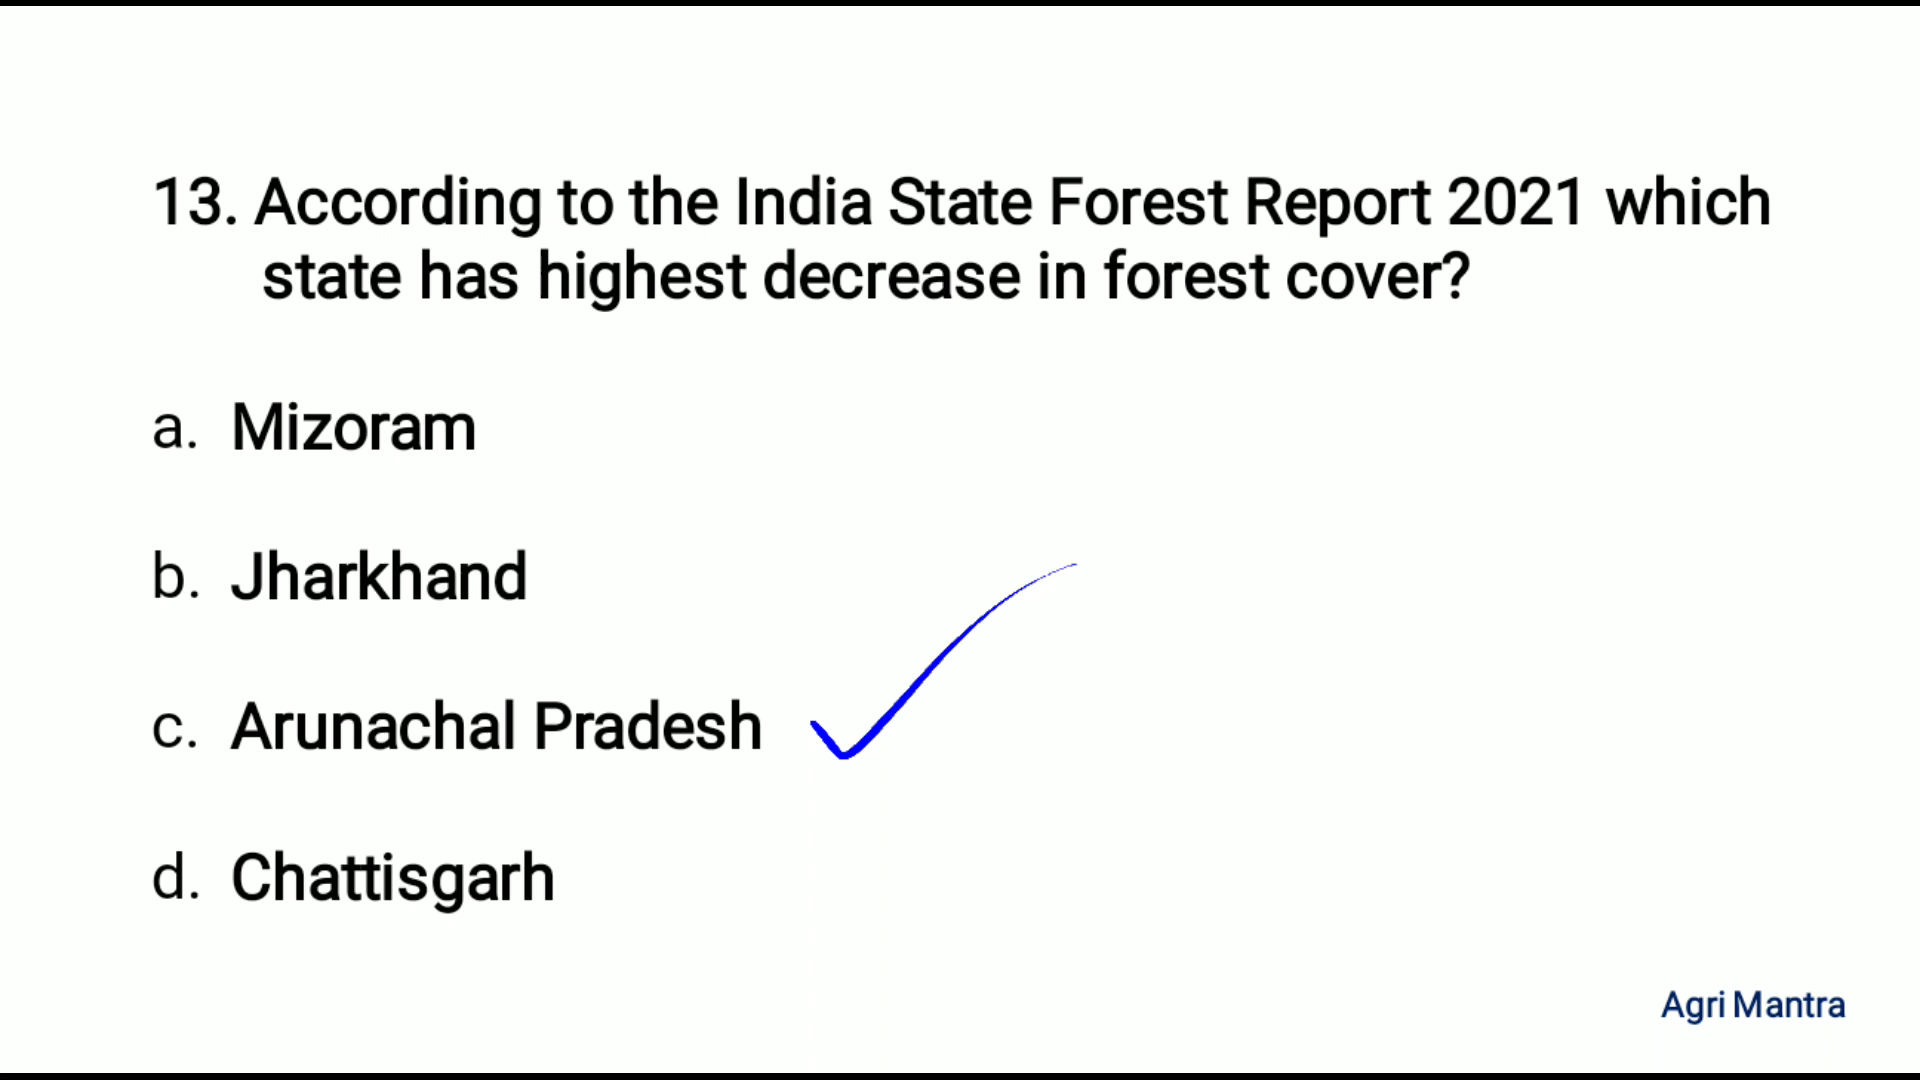 13. According to the India State Forest Report 2021 which
state has highest decrease in forest cover?
a. Mizoram
b. Jharkhand
c. Arunachal Pradesh
d. Chattisgarh
Agri Mantra